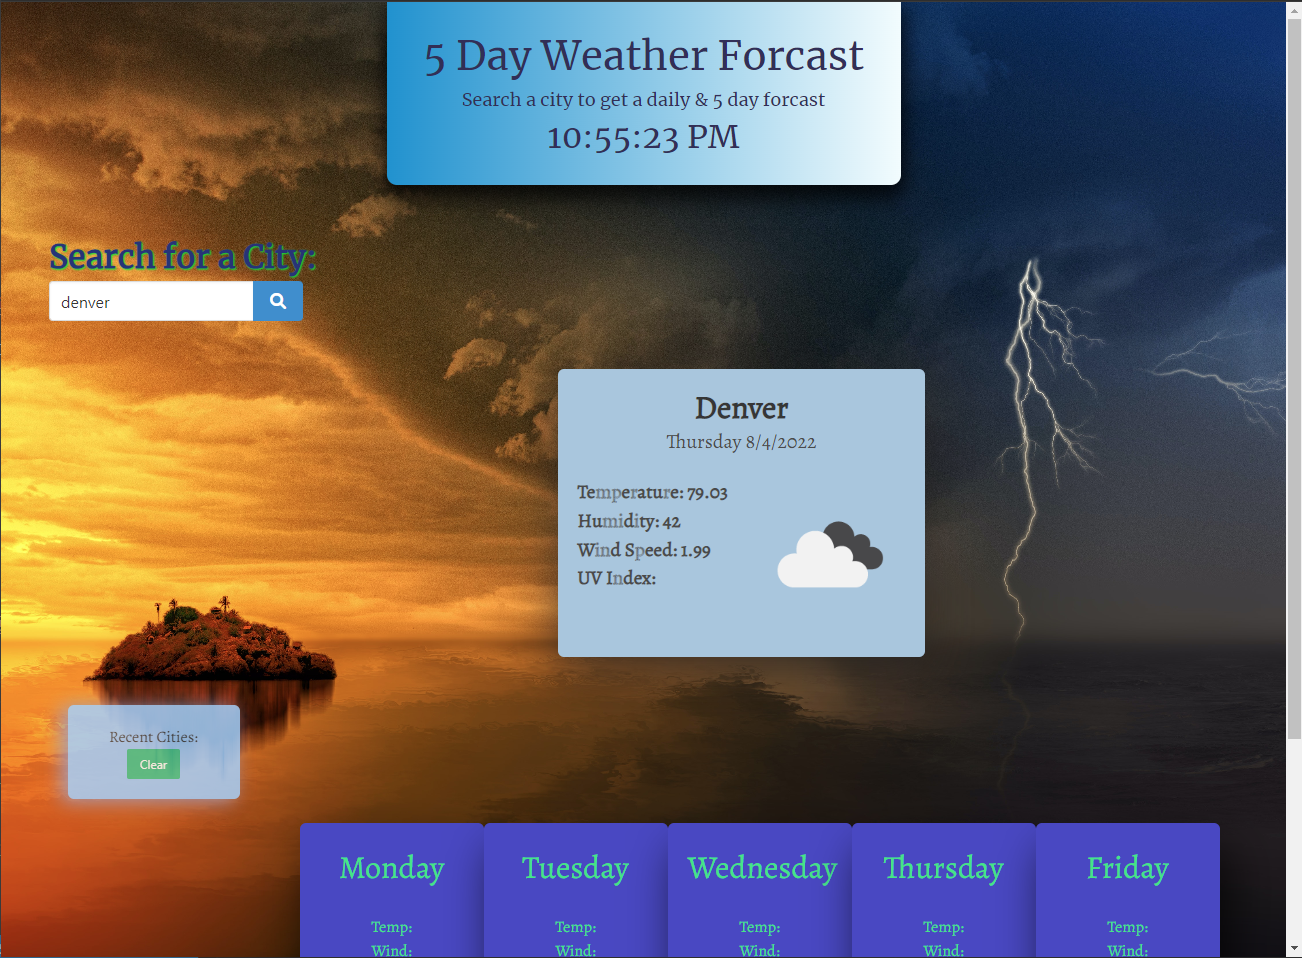 5 Day Weather Forcast
Search a city to get a daily & 5 day forcast
10:55:23 PM
Search for a City:
denver
Denver
Thursday 8/4/2022
Temperature: 79.03
Humidity: 42
Wind Speed: 1.99
UV Index:
Recent Cities:
Clear
Monday Tuesday Wednesday Thursday Friday
Temp: Temp: Temp: Temp: Temp:
Wind: Wind: Wind: Wind: Wind: